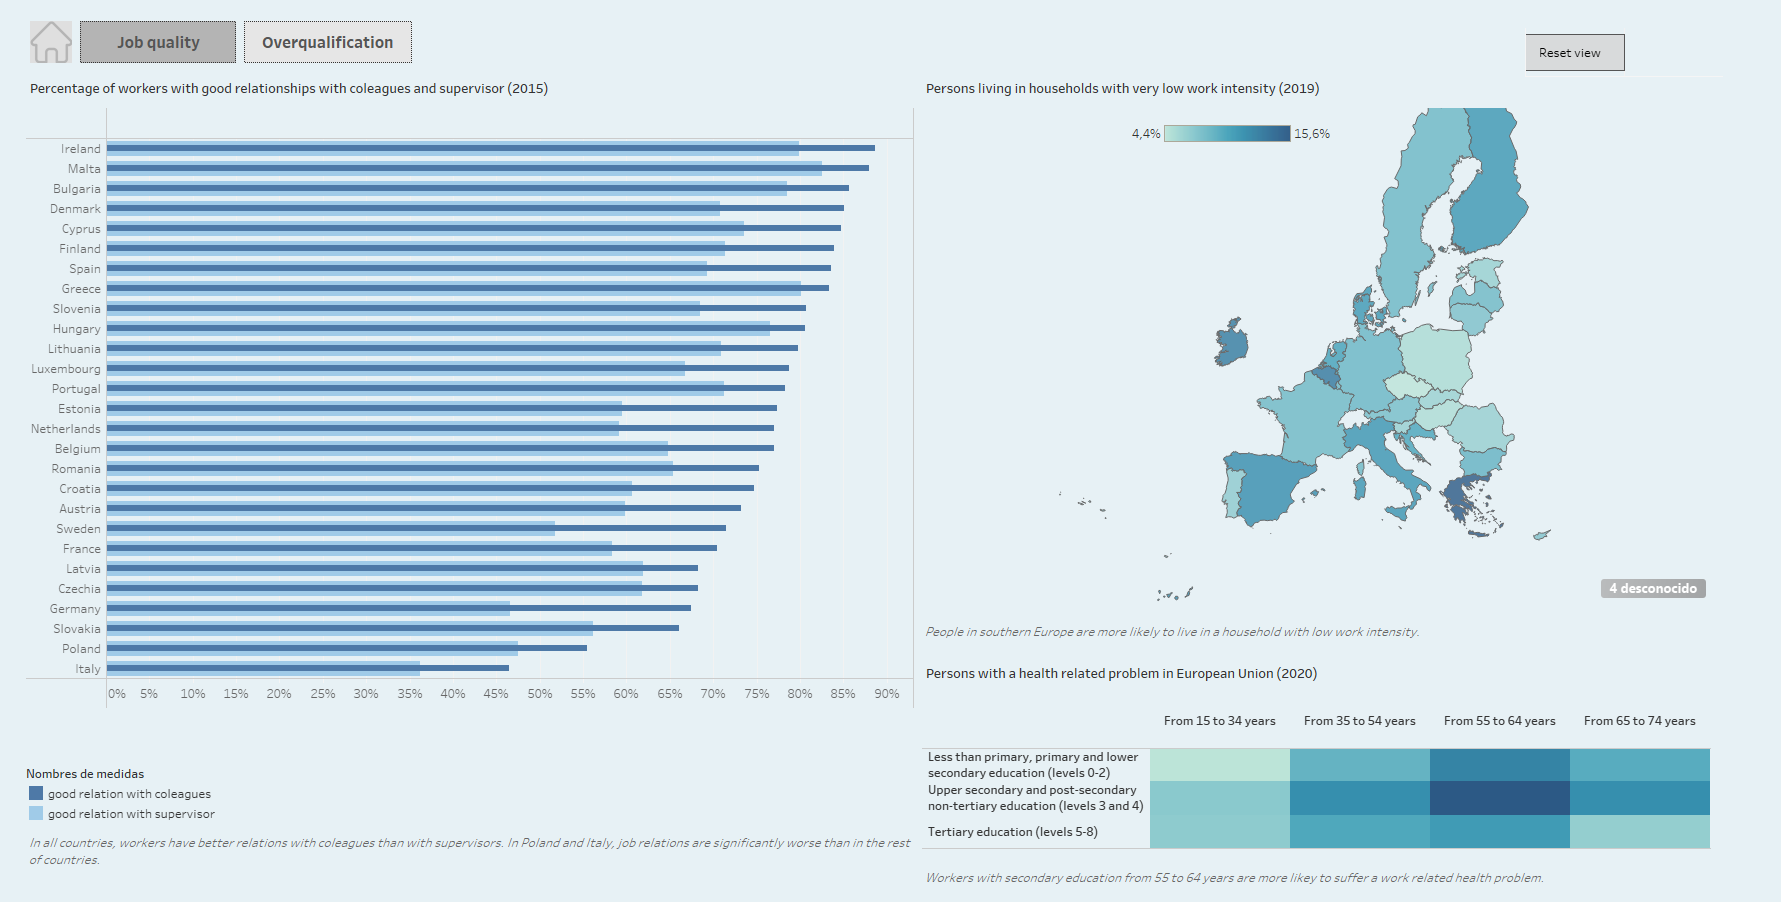 Job quality
Overqualification
Reset view
Percentage of workers with good relationships with coleagues and supervisor (2015)
Ireland
Malta
Bulgaria
Denmark
Cyprus
Finland
Spain
Greece
Slovenia
Hungary
Lithuania
Luxembourg
Portugal
Estonia
Netherlands
Belgium
Romania
Croatia
Austria
Sweden
France
Latvia
Czechia
Germany
Slovakia
Poland
Italy
0% 5% 10% 15% 20% 25% 30% 35% 40% 45% 50% 55% 60% 65% 70% 75% 80% 85% 90%
Nombres de medidas
good relation with coleagues
good relation with supervisor
In all countries, workers have better relations with coleagues than with supervisors. In Poland and Italy, job relations are significantly worse than in the rest
of countries.
Persons living in households with very low work intensity (2019)
4,4% 15,6%
4 desconocido
People in southern Europe are more likely to live in a household with low work intensity.
Persons with a health related problem in European Union (2020)
From 15 to 34 years From 35 to 54 years From 55 to 64 years From 65 to 74 years
Less than primary, primary and lower
secondary education (levels 0-2)
Upper secondary and post-secondary
non-tertiary education (levels 3 and 4)
Tertiary education (levels 5-8)
Workers with secondary education from 55 to 64 years are more likey to suffer a work related health problem.